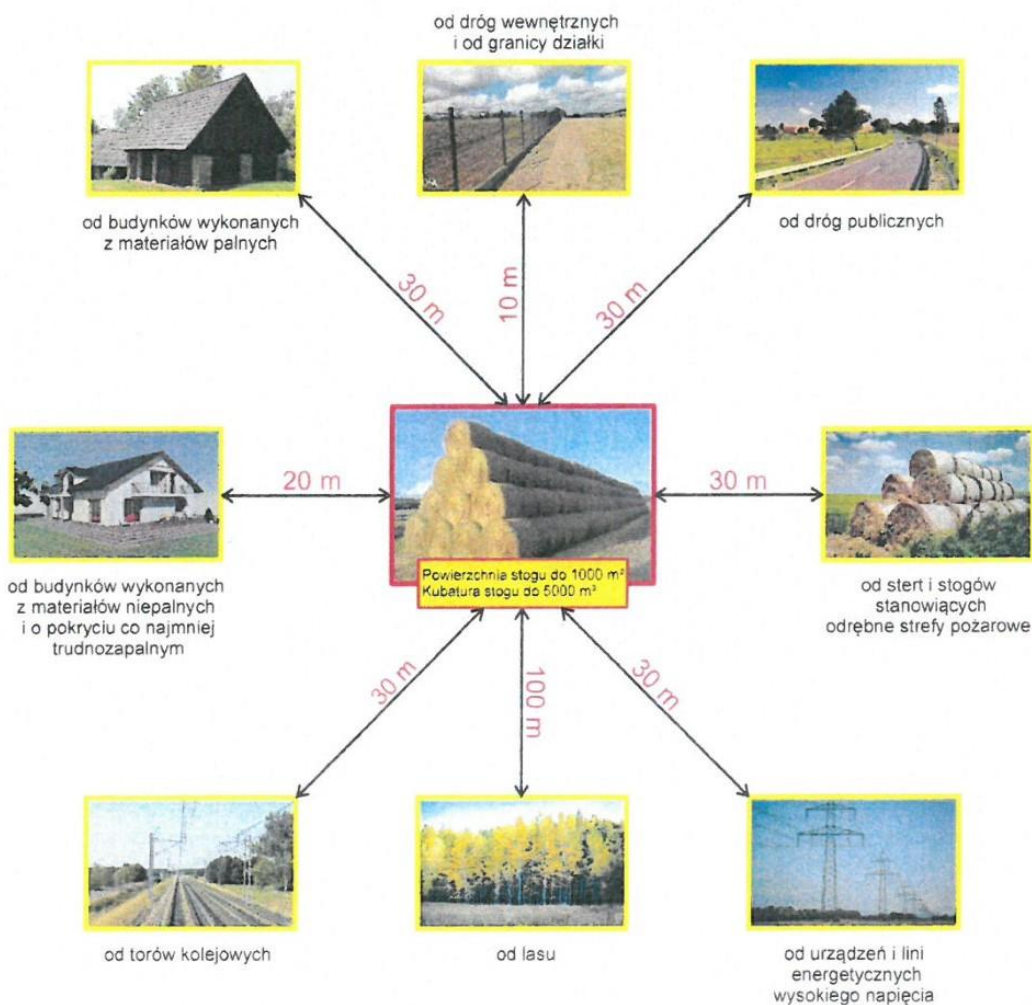 od dróg wewnętrznych
i od granicy działki
od budynków wykonanych
z materiałów palnych
od dróg publicznych
30 m
10 m
30 m
20 m
30 m
Powierzchnia stogu do 1000 m²
Kubatura stogu do 5000 m³
od budynków wykonanych
z materiałów niepalnych
i o pokryciu co najmniej
trudnozapalnym
od stert i stogów
stanowiących
odrębne strefy pożarowe
30 m
100 m
30 m
od torów kolejowych
od lasu
od urządzeń i lini
energetycznych
wysokiego napięcia